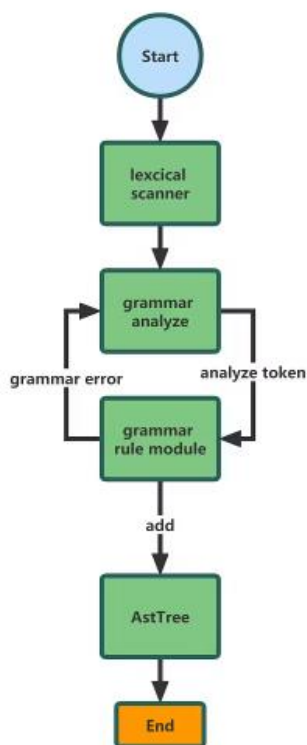 Start
lexcical
scanner
grammar
analyze
grammar error
analyze token
grammar
rule module
add
AstTree
End